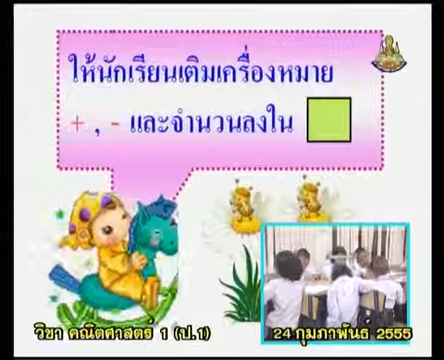 ให้นักเรียนเติมเครื่องหมาย
+ , - และจำนวนลงใน
วิชา คณิตศาสตร์ 1 (ป.1)
24 กุมภาพันธ์ 2555